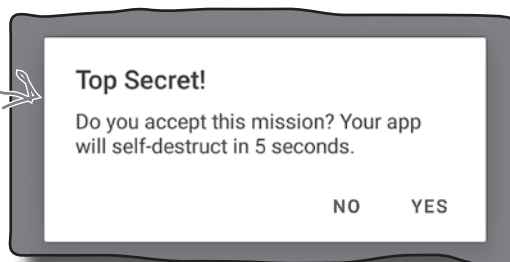 Top Secret!
Do you accept this mission? Your app
will self-destruct in 5 seconds.
NO YES